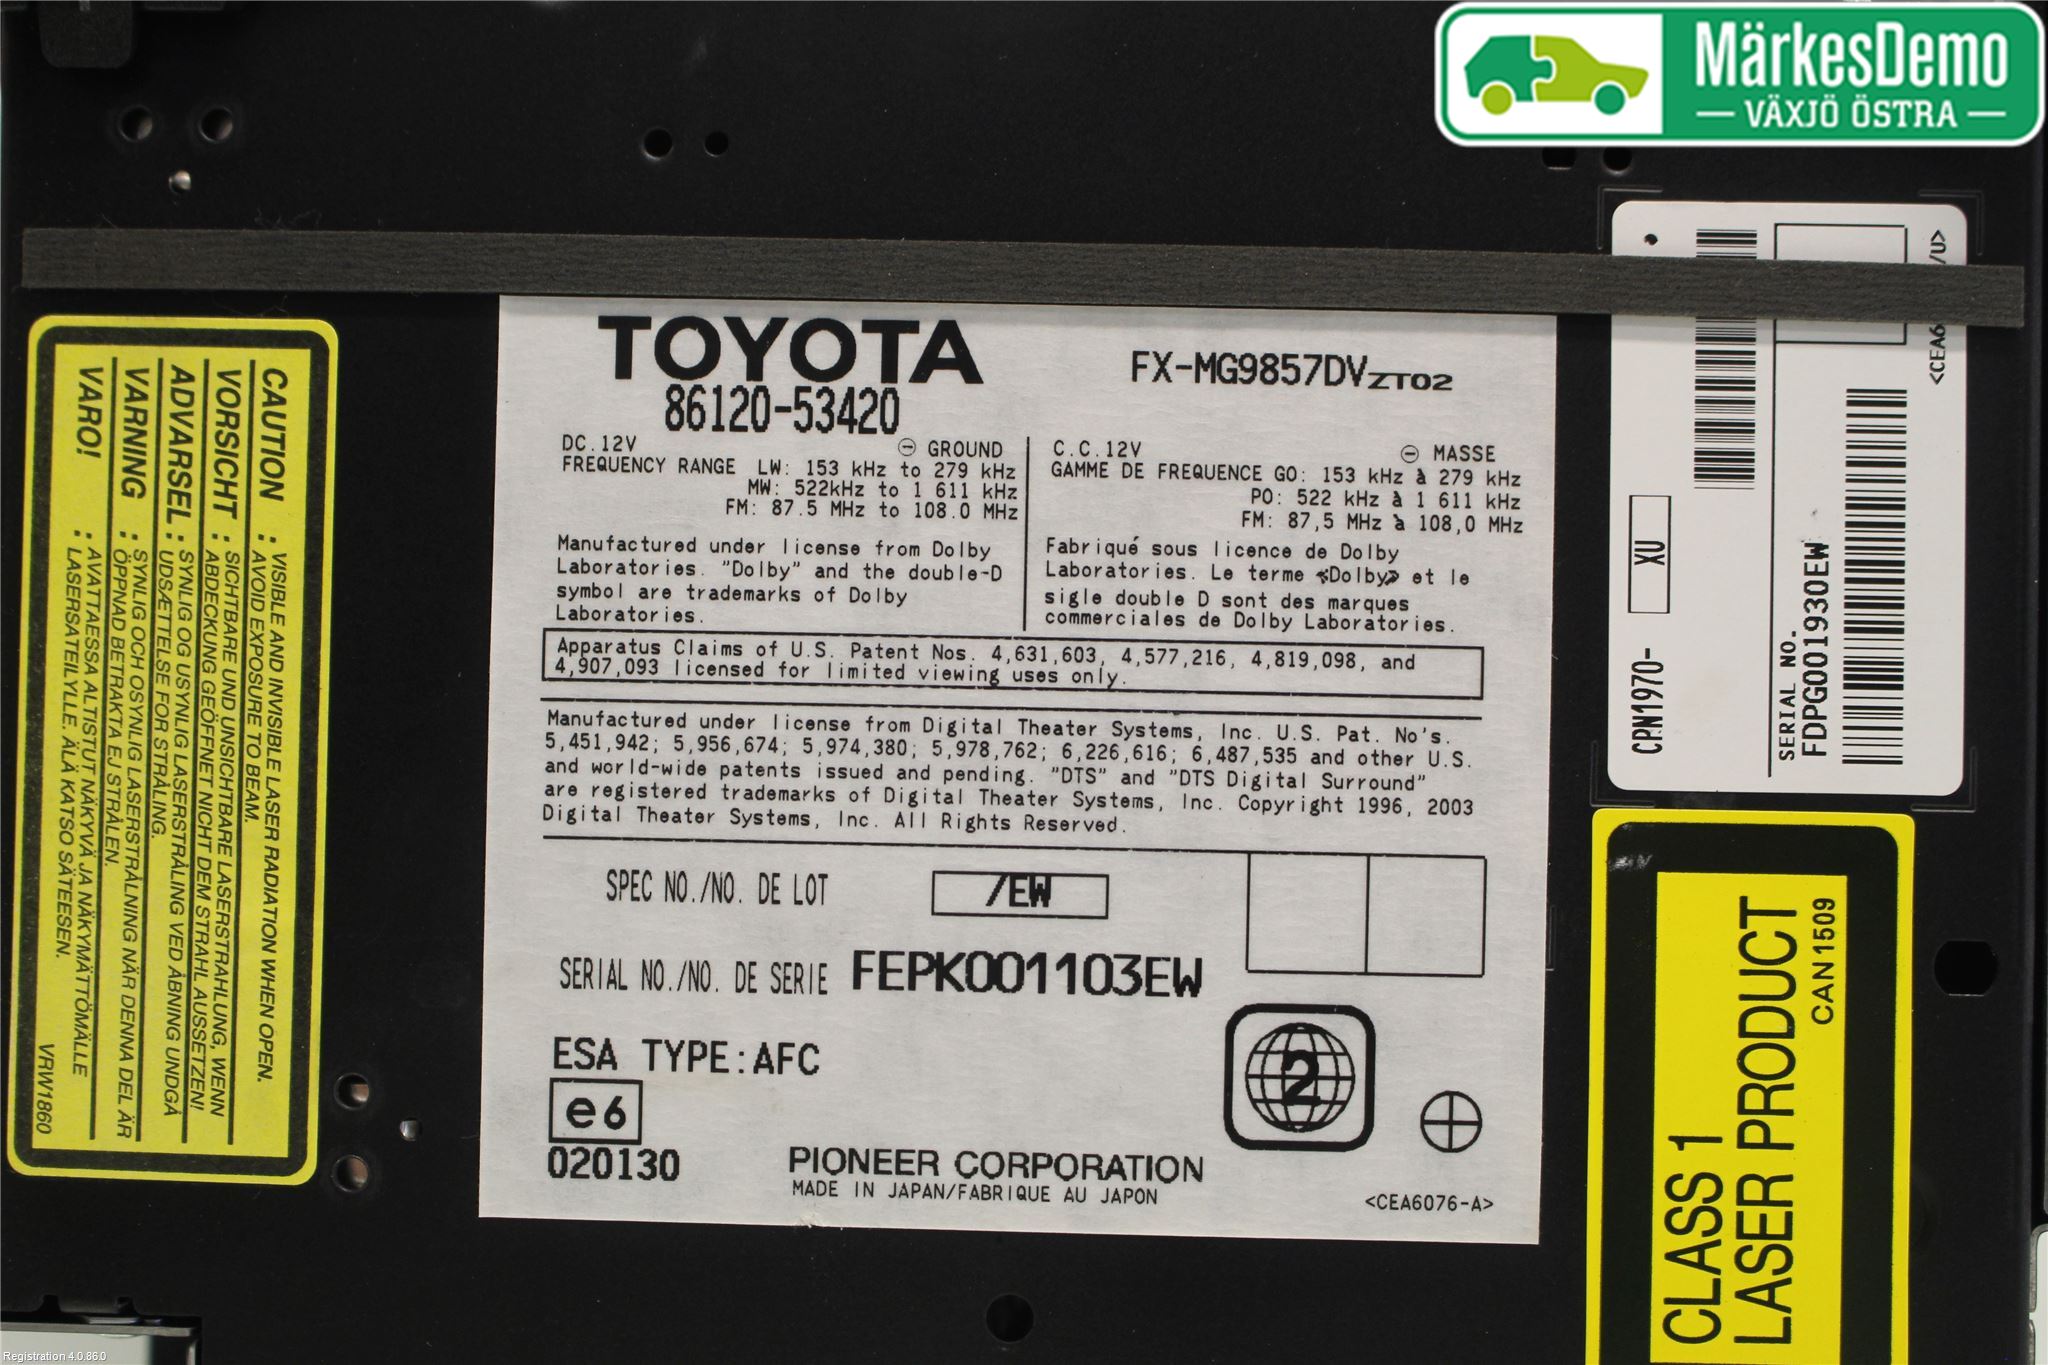 MärkesDemo
VÄXJÖ ÖSTRA
CAUTION : VISIBLE AND INVISIBLE LASER RADIATION WHEN OPEN.
AVOID EXPOSURE TO BEAM.
VORSICHT : SICHTBARE UND UNSICHTBARE LASERSTRAHLUNG, WENN
ABDECKUNG GEÖFFNET NICHT DEM STRAHL AUSSETZEN!
ADVARSEL : SYNLIG OG USYNLIG LASERSTRÅLING VED ÅBNING UNDGÅ
UDSÆTTELSE FOR STRÅLING.
VARNING : SYNLIG OCH OSYNLIG LASERSTRÅLNING NÄR DENNA DEL ÄR
ÖPPNAD BETRAKTA EJ STRÅLEN.
VARO! : AVATTAESSA ALTISTUT NÄKYVÄ JA NÄKYMÄTTÖMÄLLE
LASERSATEILYLLE. ÄLÄ KATSO SÄTEESEN.
VRW1860
TOYOTA
86120-53420
FX-MG9857DVZT02
DC.12V ⊖ GROUND
FREQUENCY RANGE LW: 153 kHz to 279 kHz
MW: 522kHz to 1 611 kHz
FM: 87.5 MHz to 108.0 MHz
Manufactured under license from Dolby
Laboratories. "Dolby" and the double-D
symbol are trademarks of Dolby
Laboratories.
C.C.12V ⊖ MASSE
GAMME DE FREQUENCE GO: 153 kHz à 279 kHz
PO: 522 kHz à 1 611 kHz
FM: 87,5 MHz à 108,0 MHz
Fabriqué sous licence de Dolby
Laboratories. Le terme «Dolby» et le
sigle double D sont des marques
commerciales de Dolby Laboratories.
Apparatus Claims of U.S. Patent Nos. 4,631,603, 4,577,216, 4,819,098, and
4,907,093 licensed for limited viewing uses only.
Manufactured under license from Digital Theater Systems, Inc. U.S. Pat. No's.
5,451,942; 5,956,674; 5,974,380; 5,978,762; 6,226,616; 6,487,535 and other U.S.
and world-wide patents issued and pending. "DTS" and "DTS Digital Surround"
are registered trademarks of Digital Theater Systems, Inc. Copyright 1996, 2003
Digital Theater Systems, Inc. All Rights Reserved.
SPEC NO./NO. DE LOT /EW
SERIAL NO./NO. DE SERIE FEPK001103EW
ESA TYPE:AFC
e6
020130
2
PIONEER CORPORATION
MADE IN JAPAN/FABRIQUE AU JAPON
<CEA6076-A>
CPN1970- XU
SERIAL NO.
FDPG001930EW
<CEA6 /U>
CLASS 1
LASER PRODUCT
CAN1509
Registration 4.0.86.0